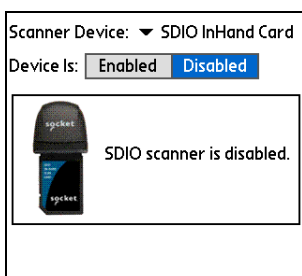 Scanner Device: SDIO InHand Card
Device Is: Enabled Disabled
socket
SDIO scanner is disabled.
socket